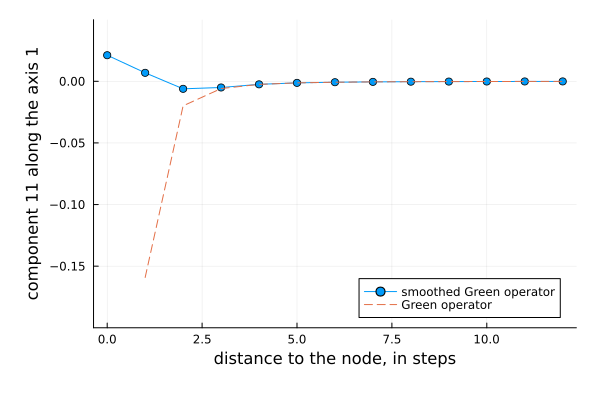 component 11 along the axis 1
0.00
−0.05
−0.10
−0.15
smoothed Green operator
Green operator
0.0 2.5 5.0 7.5 10.0
distance to the node, in steps